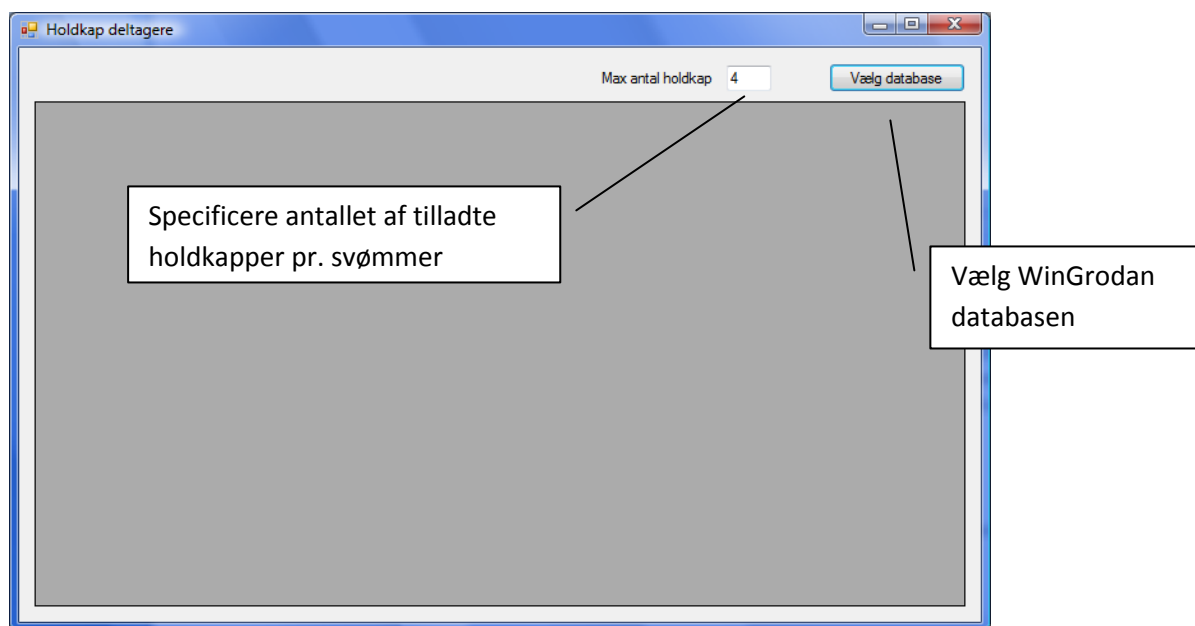 Holdkap deltagere
Max antal holdkap 4 Vælg database
Specificere antallet af tilladte
holdkapper pr. svømmer
Vælg WinGrodan
databasen